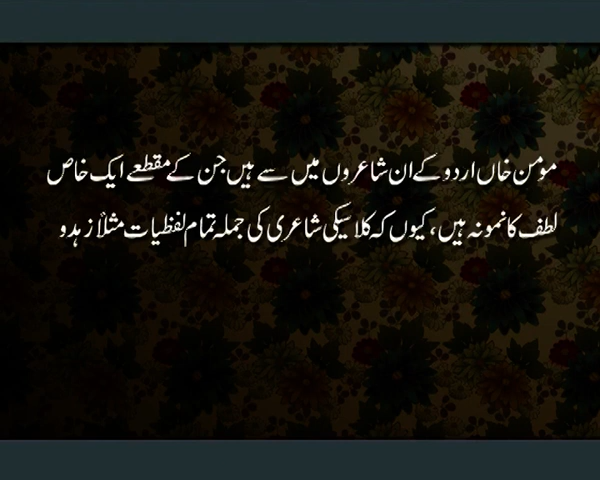 مومن خاں اردو کے ان شاعروں میں سے ہیں جن کے مقطعے ایک خاص
لطف کا نمونہ ہیں، کیوں کہ کلاسیکی شاعری کی جملہ تمام لفظیات مثلاً زہد و